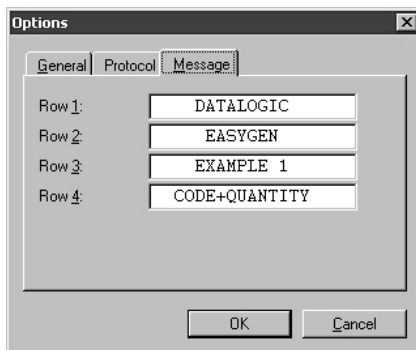 Options
General Protocol Message
Row 1: DATALOGIC
Row 2: EASYGEN
Row 3: EXAMPLE 1
Row 4: CODE+QUANTITY
OK Cancel